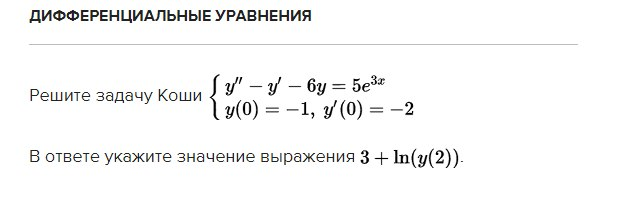 ДИФФЕРЕНЦИАЛЬНЫЕ УРАВНЕНИЯ
Решите задачу Коши { y″ − y′ − 6y = 5e^{3x}
y(0) = −1, y′(0) = −2
В ответе укажите значение выражения 3 + ln(y(2)).